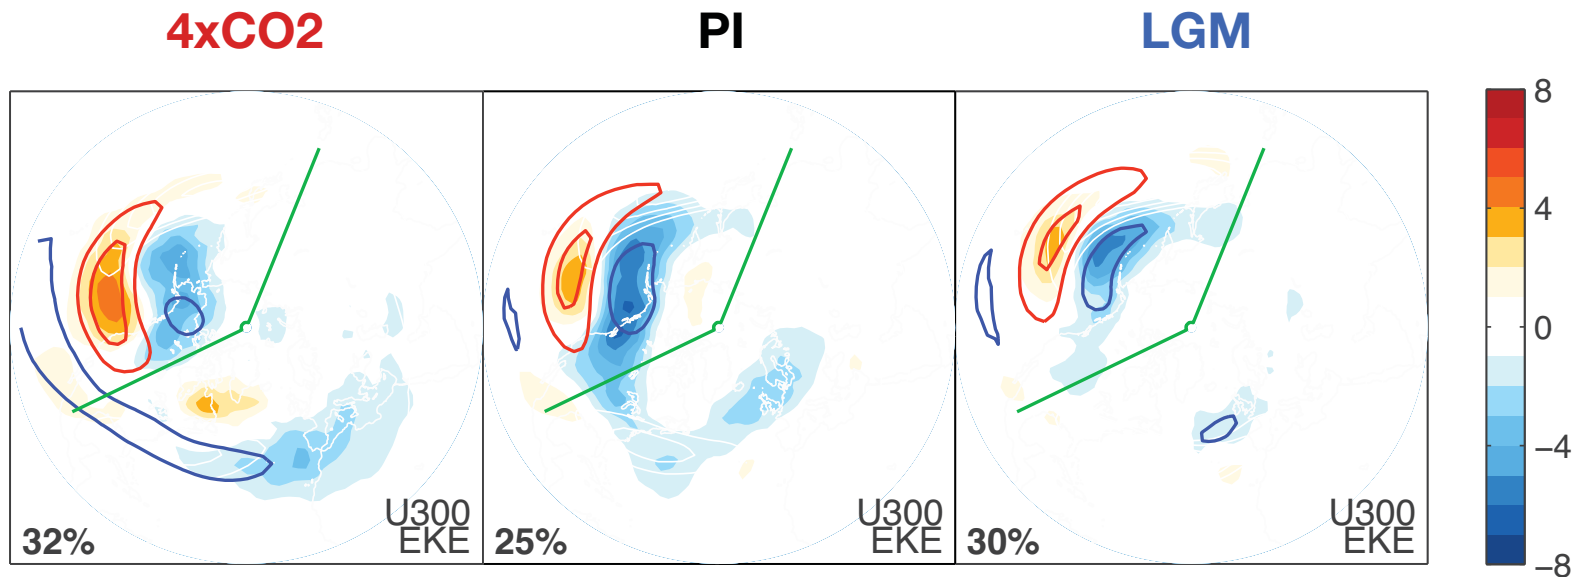 4xCO2 PI LGM
8
4
0
−4
−8
U300 U300 U300
32% EKE 25% EKE 30% EKE